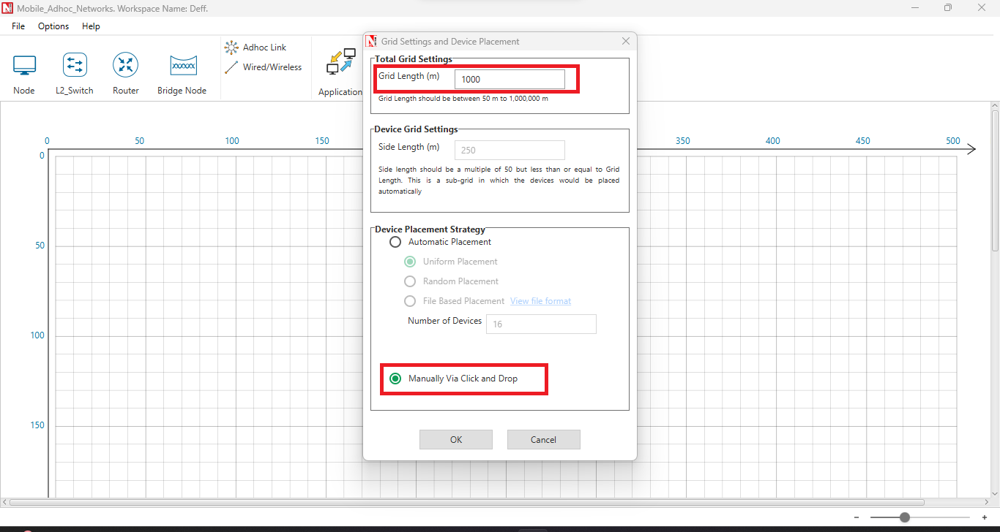 Mobile_Adhoc_Networks. Workspace Name: Deff.
File Options Help
Node
L2_Switch
Router
Bridge Node
Adhoc Link
Wired/Wireless
Application
0 50 100 150 350 400 450 500
0
50
100
150
Grid Settings and Device Placement
Total Grid Settings
Grid Length (m) 1000
Grid Length should be between 50 m to 1,000,000 m
Device Grid Settings
Side Length (m) 250
Side length should be a multiple of 50 but less than or equal to Grid
Length. This is a sub-grid in which the devices would be placed
automatically
Device Placement Strategy
Automatic Placement
Uniform Placement
Random Placement
File Based Placement View file format
Number of Devices 16
Manually Via Click and Drop
OK Cancel